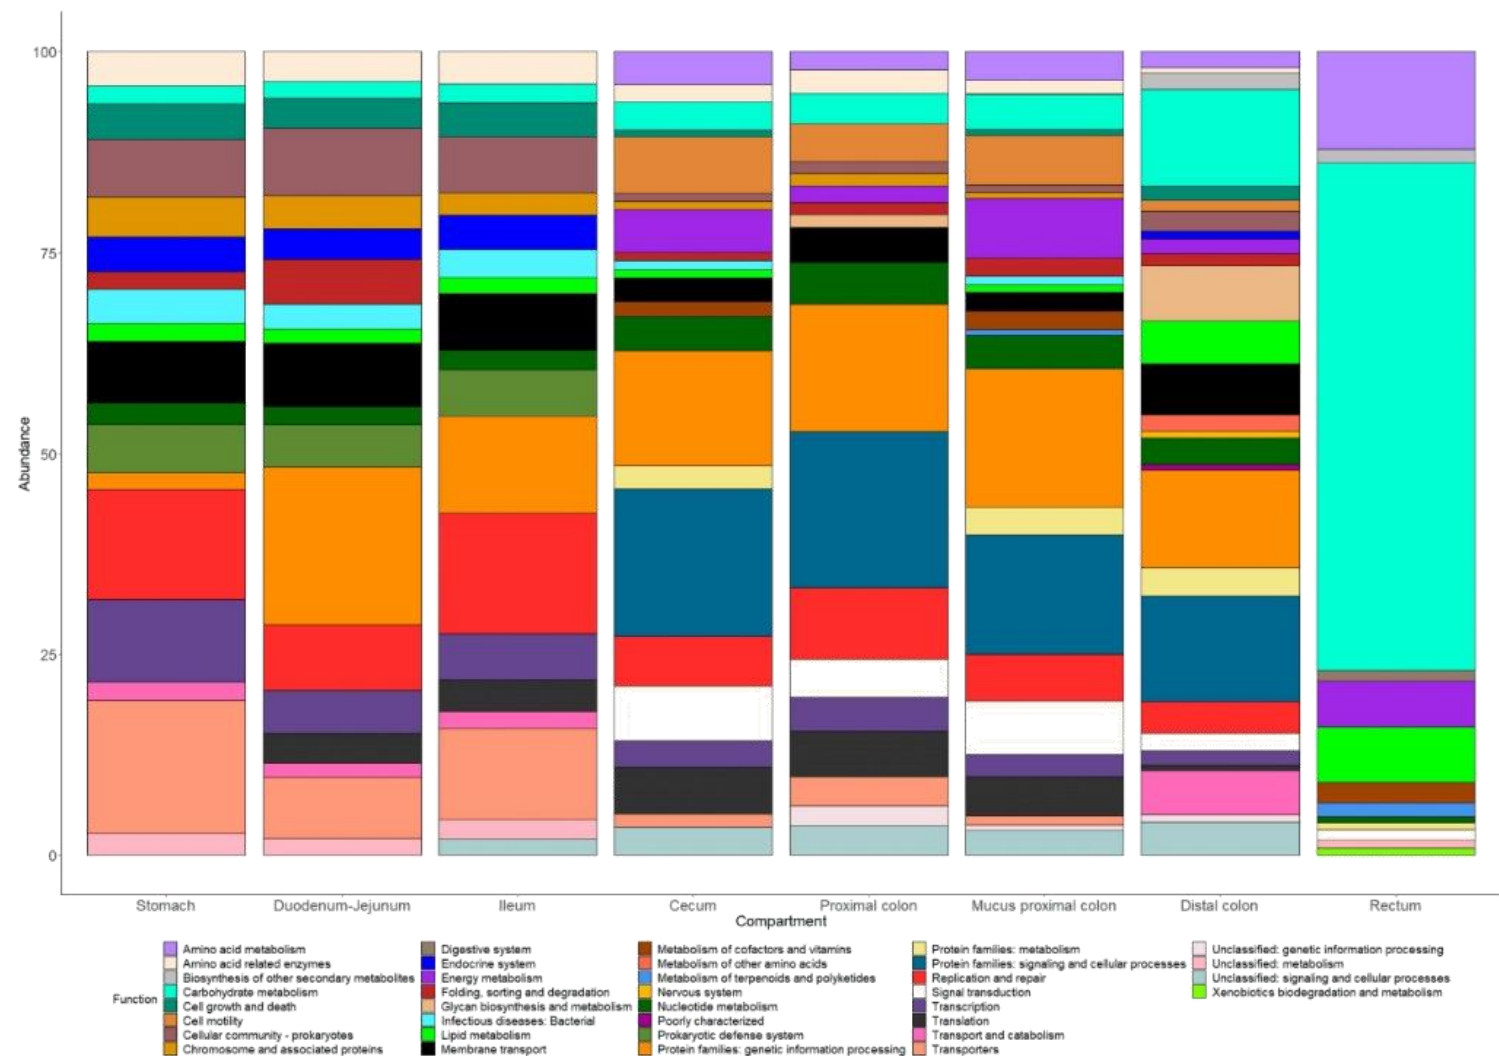 100
75
50
25
0
Abundance
Stomach Duodenum-Jejunum Ileum Cecum Proximal colon Mucus proximal colon Distal colon Rectum
Compartment
Function
Amino acid metabolism
Amino acid related enzymes
Biosynthesis of other secondary metabolites
Carbohydrate metabolism
Cell growth and death
Cell motility
Cellular community - prokaryotes
Chromosome and associated proteins
Digestive system
Endocrine system
Energy metabolism
Folding, sorting and degradation
Glycan biosynthesis and metabolism
Infectious diseases: Bacterial
Lipid metabolism
Membrane transport
Metabolism of cofactors and vitamins
Metabolism of other amino acids
Metabolism of terpenoids and polyketides
Nervous system
Nucleotide metabolism
Poorly characterized
Prokaryotic defense system
Protein families: genetic information processing
Protein families: metabolism
Protein families: signaling and cellular processes
Replication and repair
Signal transduction
Transcription
Translation
Transport and catabolism
Transporters
Unclassified: genetic information processing
Unclassified: metabolism
Unclassified: signaling and cellular processes
Xenobiotics biodegradation and metabolism